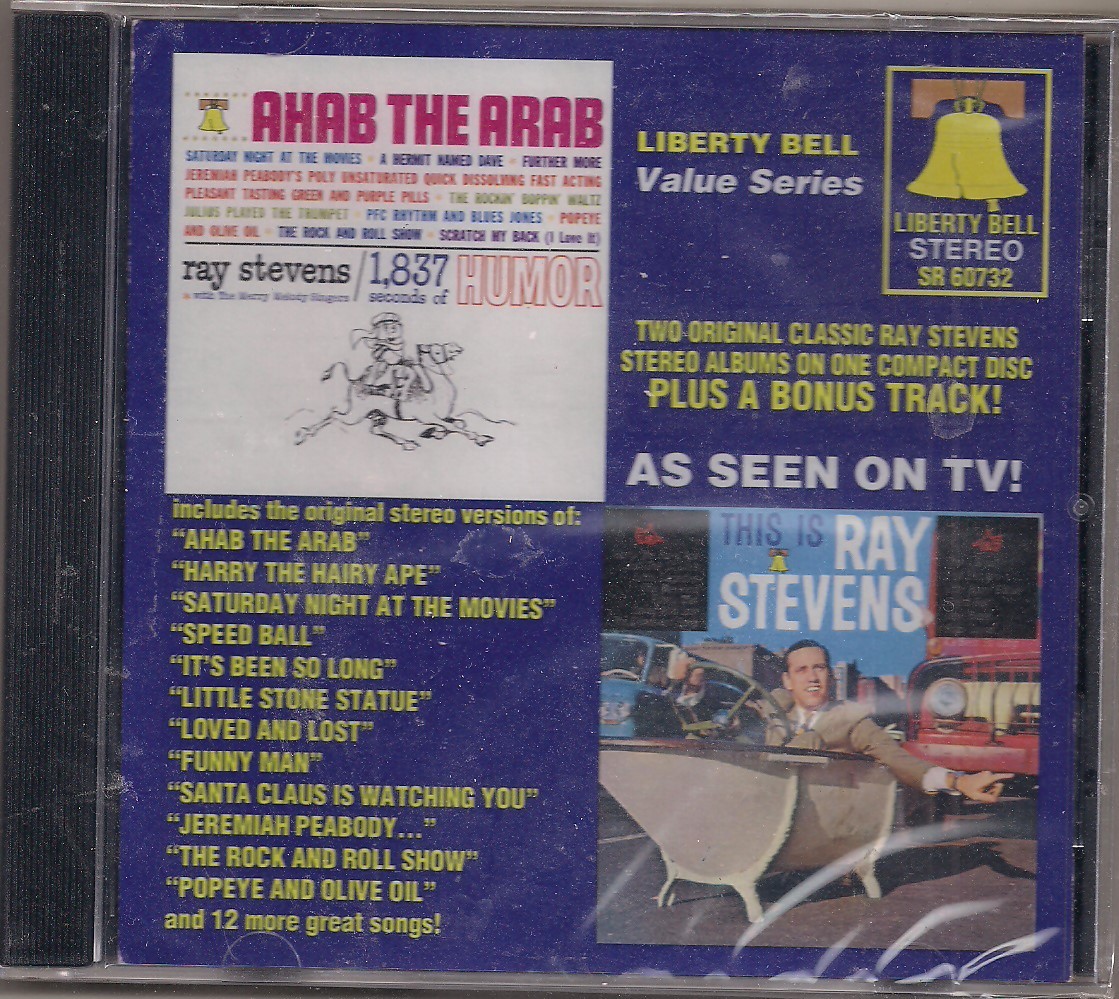 AHAB THE ARAB
SATURDAY NIGHT AT THE MOVIES • A HERMIT NAMED DAVE • FURTHER MORE
JEREMIAH PEABODY'S POLY UNSATURATED QUICK DISSOLVING FAST ACTING
PLEASANT TASTING GREEN AND PURPLE PILLS • THE ROCKIN' BOPPIN' WALTZ
JULIUS PLAYED THE TRUMPET • PFC RHYTHM AND BLUES JONES • POPEYE
AND OLIVE OIL • THE ROCK AND ROLL SHOW • SCRATCH MY BACK (I Love It)
ray stevens / 1,837 seconds of HUMOR
with The Merry Melody Singers
LIBERTY BELL
Value Series
LIBERTY BELL
STEREO
SR 60732
TWO ORIGINAL CLASSIC RAY STEVENS
STEREO ALBUMS ON ONE COMPACT DISC
PLUS A BONUS TRACK!
AS SEEN ON TV!
includes the original stereo versions of:
"AHAB THE ARAB"
"HARRY THE HAIRY APE"
"SATURDAY NIGHT AT THE MOVIES"
"SPEED BALL"
"IT'S BEEN SO LONG"
"LITTLE STONE STATUE"
"LOVED AND LOST"
"FUNNY MAN"
"SANTA CLAUS IS WATCHING YOU"
"JEREMIAH PEABODY..."
"THE ROCK AND ROLL SHOW"
"POPEYE AND OLIVE OIL"
and 12 more great songs!
THIS IS RAY
STEVENS